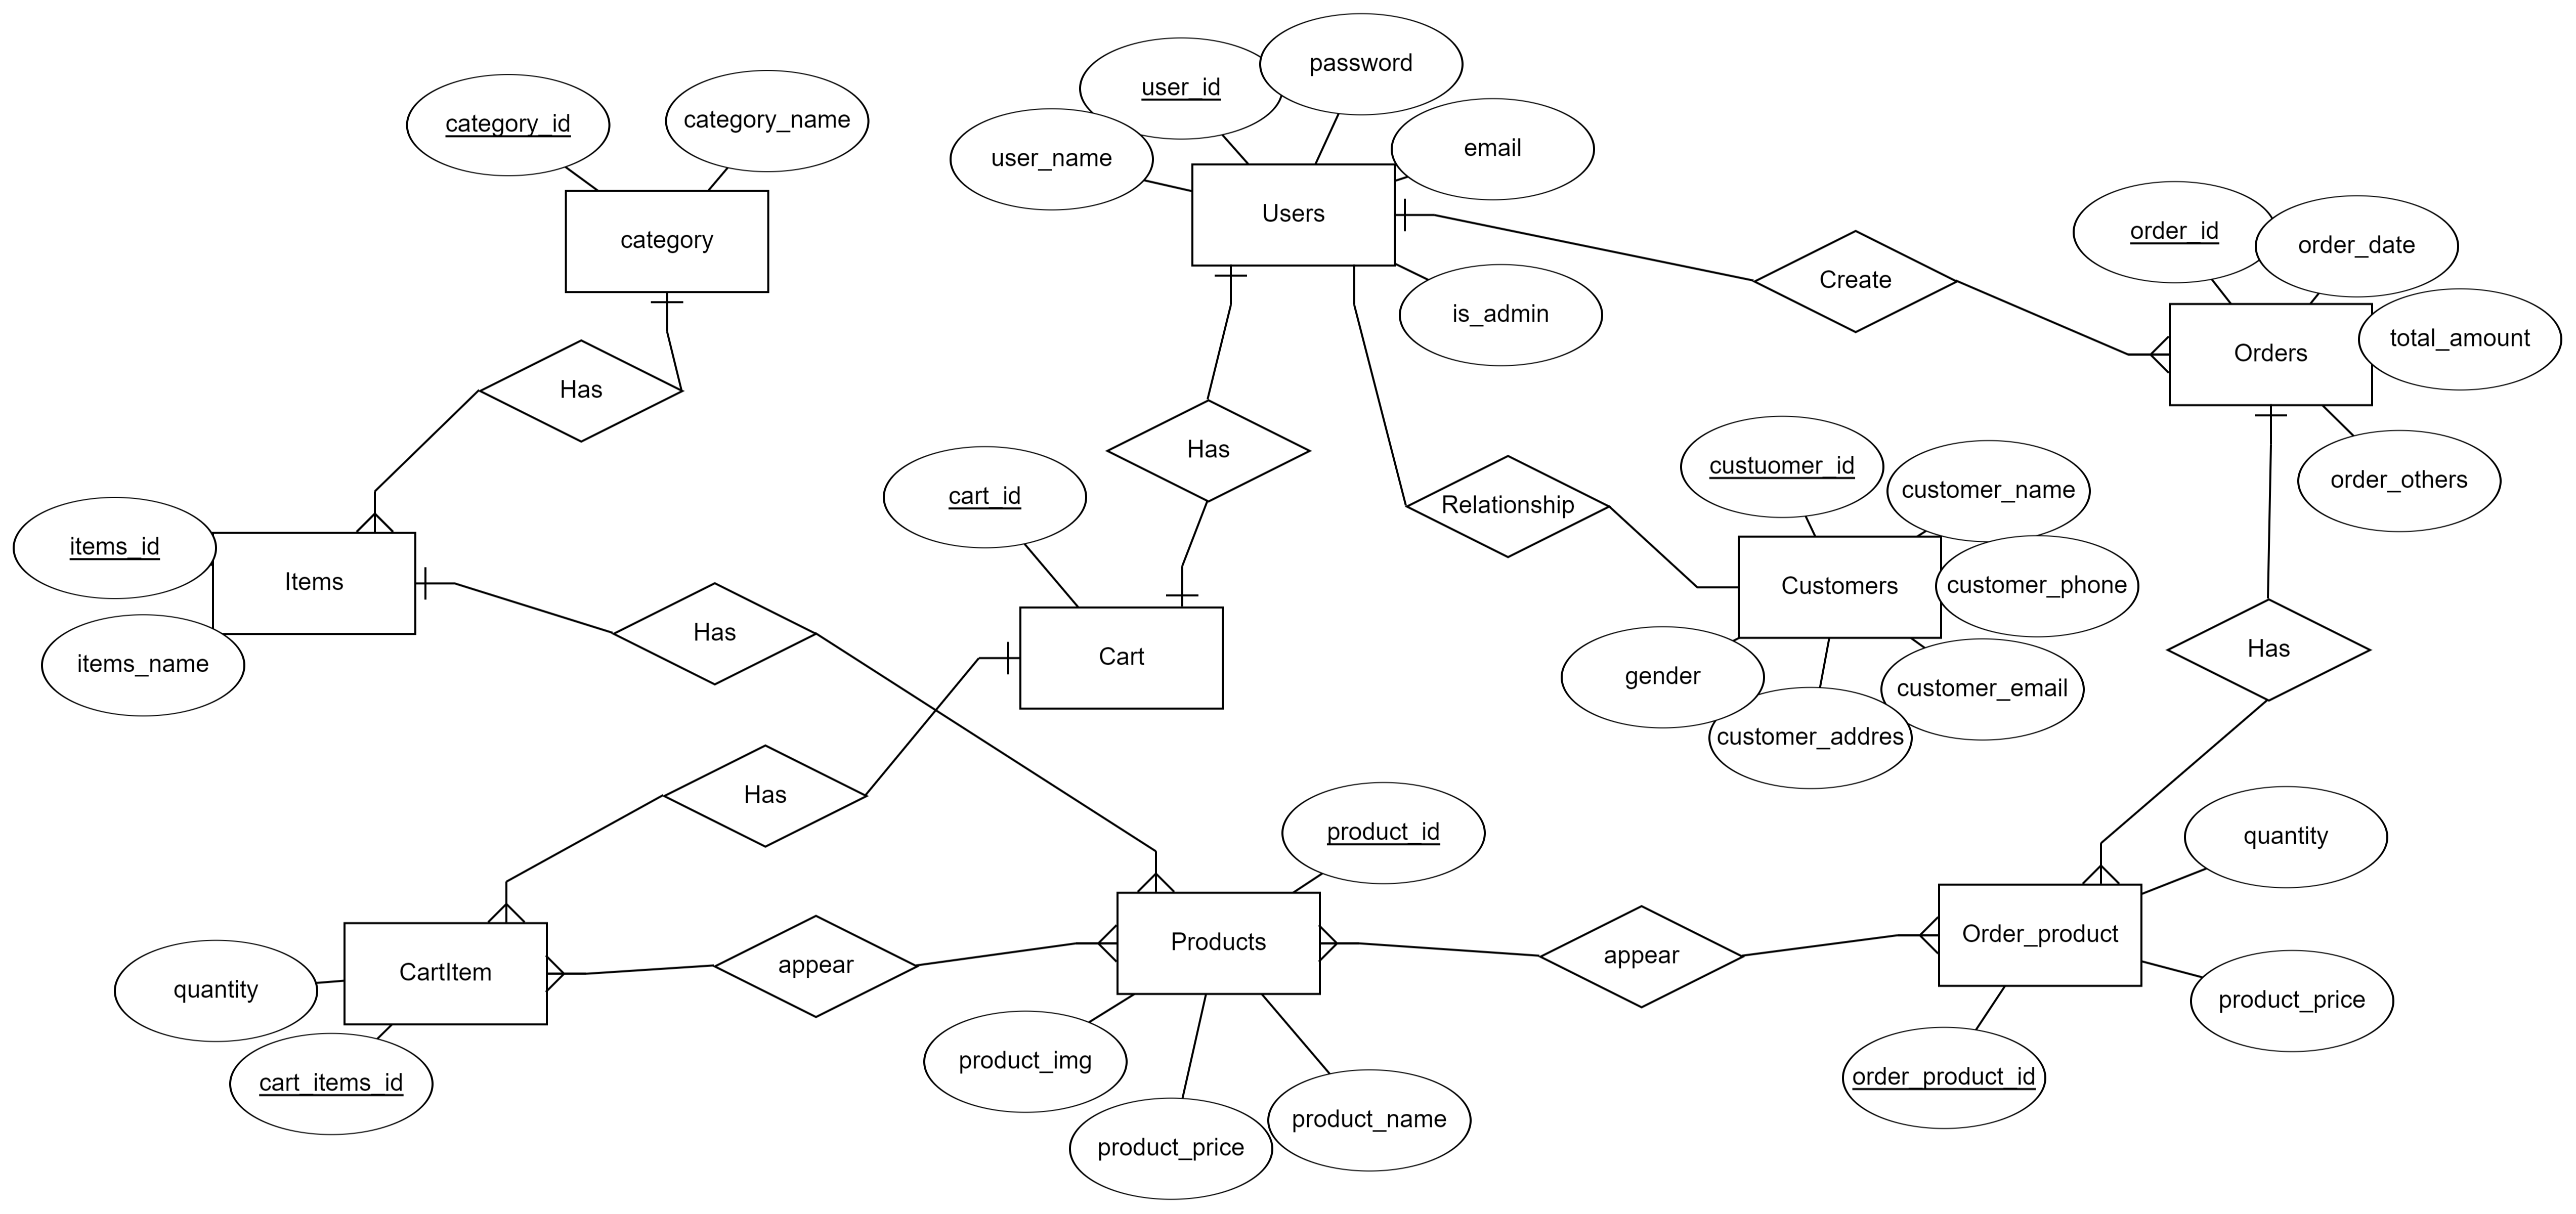 password
user_id
category_id
category_name
email
user_name
Users
category
order_id
order_date
Create
is_admin
total_amount
Orders
Has
Has
custuomer_id
customer_name
order_others
cart_id
Relationship
items_id
Items
Customers
customer_phone
Has
Has
Cart
items_name
gender
customer_email
customer_addres
Has
product_id
quantity
Order_product
Products
appear
appear
CartItem
quantity
product_price
product_img
order_product_id
cart_items_id
product_name
product_price